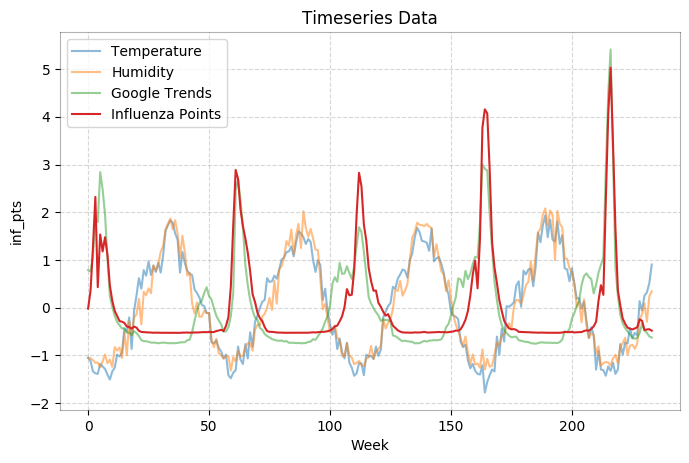 Timeseries Data
Temperature
Humidity
Google Trends
Influenza Points
inf_pts
5
4
3
2
1
0
−1
−2
0
50
100
150
200
Week